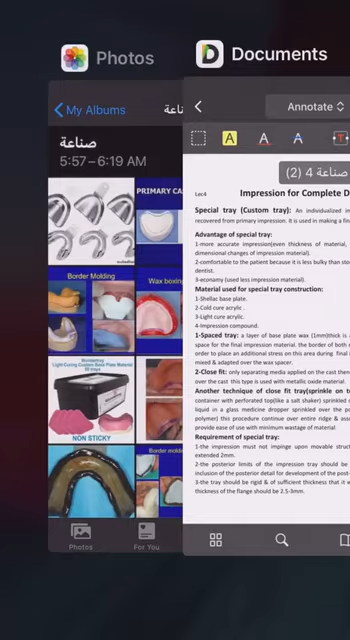 Photos
Documents
My Albums
صناعة
5:57–6:19 AM
PRIMARY CA
Border Molding
Wax boxin
Light-Curing Custom Base Plate Material
50 trays
NON STICKY
Border mold
Photos
For You
Annotate
A
A
A
T
صناعة 4 (2)
Lec4
Impression for Complete D
Special tray (Custom tray): An individualized in
recovered from primary impression. It is used in making a fin
Advantage of special tray:
1-more accurate impression(even thickness of material,
dimensional changes of impression material).
2-comfortable to the patient because it is less bulky than sto
dentist.
3-economy (used less impression material).
Material used for special tray construction:
1-Shellac base plate.
2-Cold cure acrylic .
3-Light cure acrylic.
4-Impression compound.
1-Spaced tray: a layer of base plate wax (1mm)thick is
space for the final impression material. the border of both
order to place an additional stress on this area during final
mixed & adapted over the wax spacer.
2-Close fit: only separating media applied on the cast then
over the cast this type is used with metallic oxide material.
Another technique of close fit tray(sprinkle on t
container with perforated top(like a salt shaker) sprinkled
liquid in a glass medicine dropper sprinkled over the po
polymer) this procedure continue over entire ridge & ass
provide ease of use with minimum wastage of material
Requirement of special tray:
1-the impression must not impinge upon movable struct
extended 2mm.
2-the posterior limits of the impression tray should be
inclusion of the posterior detail for development of the post-
3-the tray should be rigid & of sufficient thickness that it w
thickness of the flange should be 2.5-3mm.